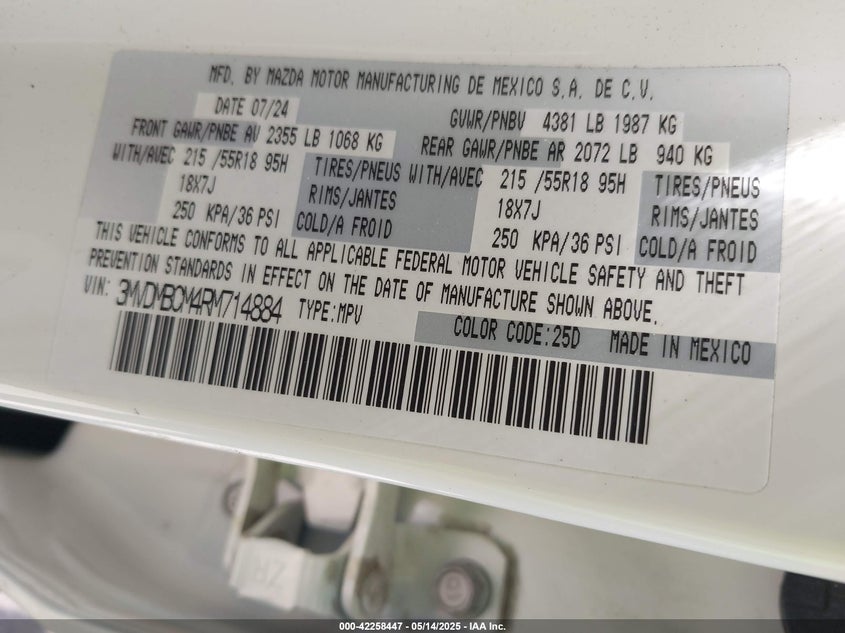 MFD. BY MAZDA MOTOR MANUFACTURING DE MEXICO S.A. DE C.V.
DATE 07/24 GVWR/PNBV 4381 LB 1987 KG
FRONT GAWR/PNBE AV 2355 LB 1068 KG REAR GAWR/PNBE AR 2072 LB 940 KG
WITH/AVEC 215 /55R18 95H TIRES/PNEUS WITH/AVEC 215 /55R18 95H TIRES/PNEUS
18X7J RIMS/JANTES 18X7J RIMS/JANTES
250 KPA/36 PSI COLD/A FROID 250 KPA/36 PSI COLD/A FROID
THIS VEHICLE CONFORMS TO ALL APPLICABLE FEDERAL MOTOR VEHICLE SAFETY AND THEFT
PREVENTION STANDARDS IN EFFECT ON THE DATE OF MANUFACTURE SHOWN ABOVE.
VIN: 3MVDMBCM4RM714884 TYPE:MPV
COLOR CODE:25D MADE IN MEXICO
000-42258447 - 05/14/2025 - IAA Inc.